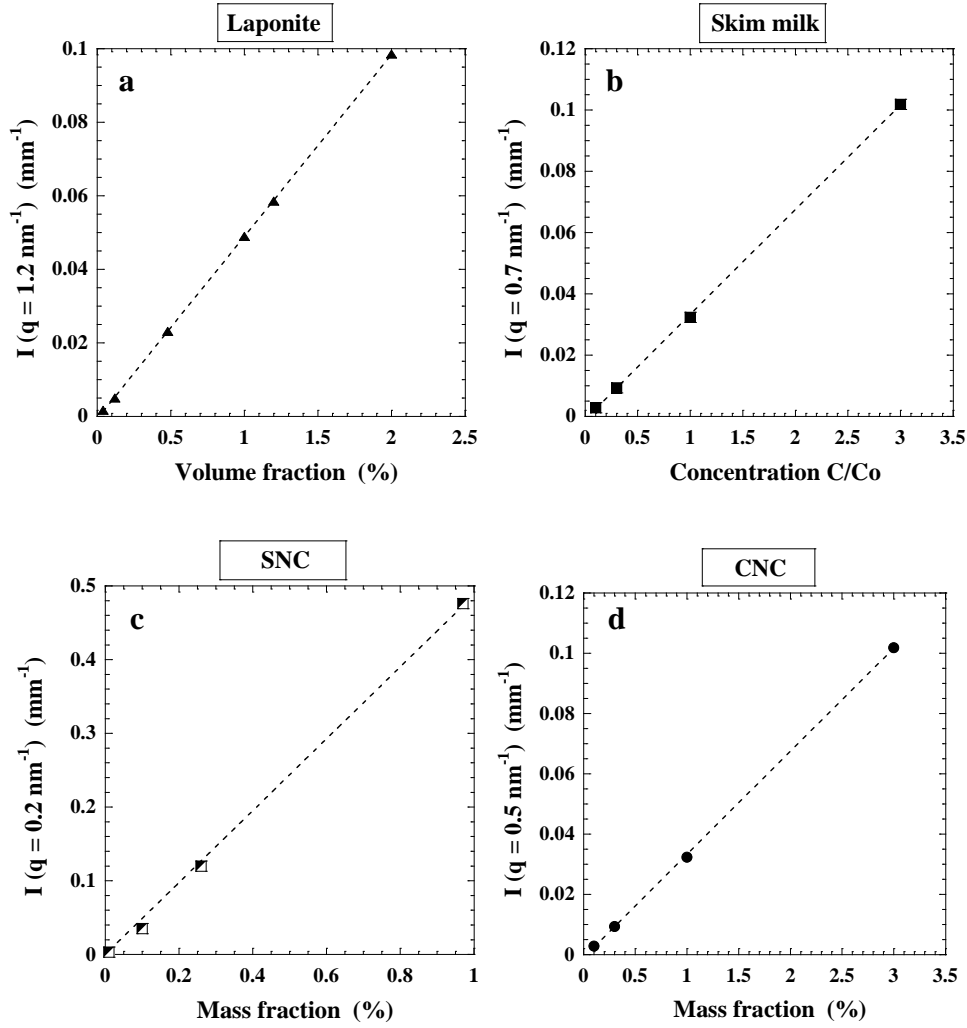 Laponite
a
I (q = 1.2 nm⁻¹) (mm⁻¹)
0.1
0.08
0.06
0.04
0.02
0
0 0.5 1 1.5 2 2.5
Volume fraction (%)
Skim milk
b
I (q = 0.7 nm⁻¹) (mm⁻¹)
0.12
0.1
0.08
0.06
0.04
0.02
0
0 0.5 1 1.5 2 2.5 3 3.5
Concentration C/Co
SNC
c
I (q = 0.2 nm⁻¹) (mm⁻¹)
0.5
0.4
0.3
0.2
0.1
0
0 0.2 0.4 0.6 0.8 1
Mass fraction (%)
CNC
d
I (q = 0.5 nm⁻¹) (mm⁻¹)
0.12
0.1
0.08
0.06
0.04
0.02
0
0 0.5 1 1.5 2 2.5 3 3.5
Mass fraction (%)